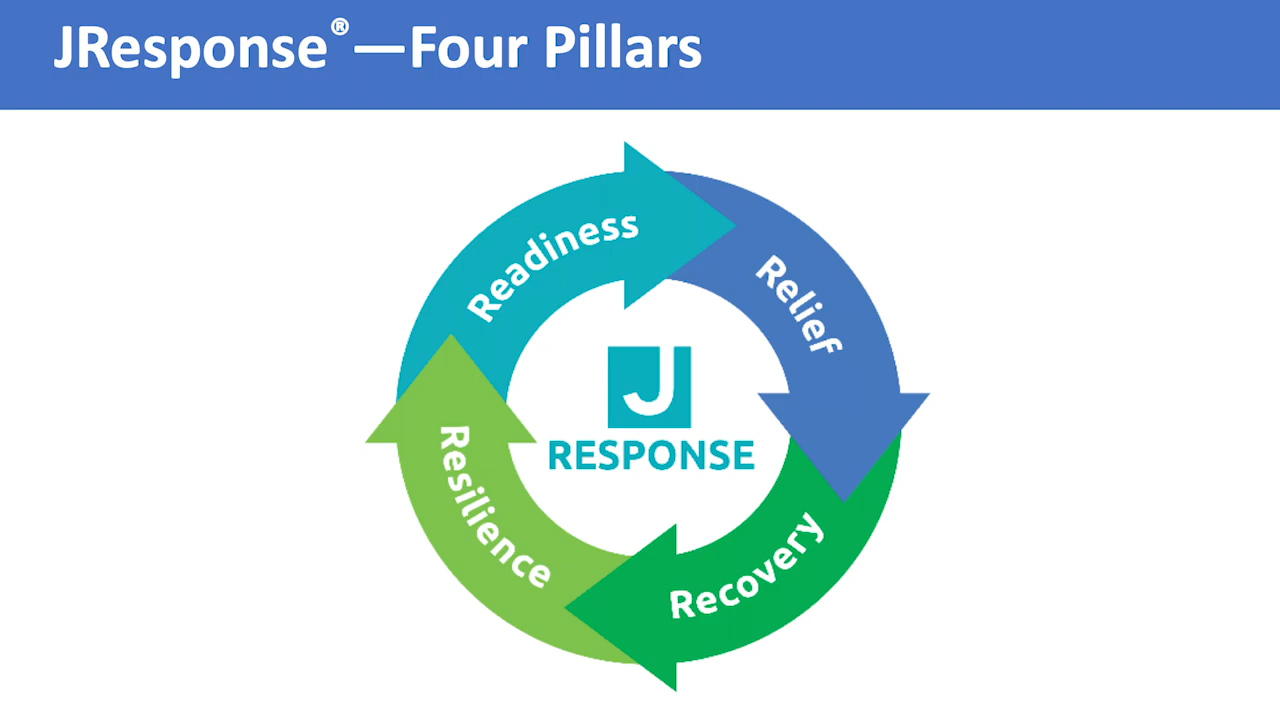 JResponse®—Four Pillars
Readiness
Relief
Recovery
Resilience
J
RESPONSE